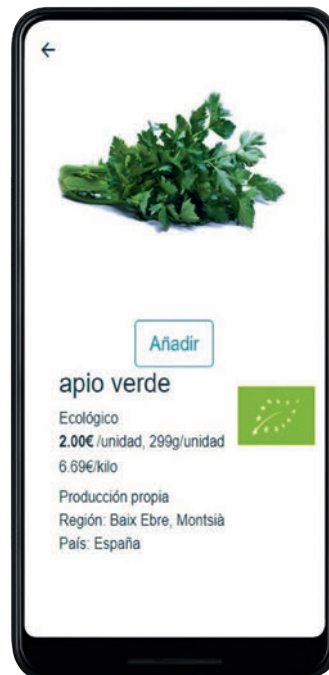 Añadir
apio verde
Ecológico
2.00€ /unidad, 299g/unidad
6.69€/kilo
Producción propia
Región: Baix Ebre, Montsià
País: España